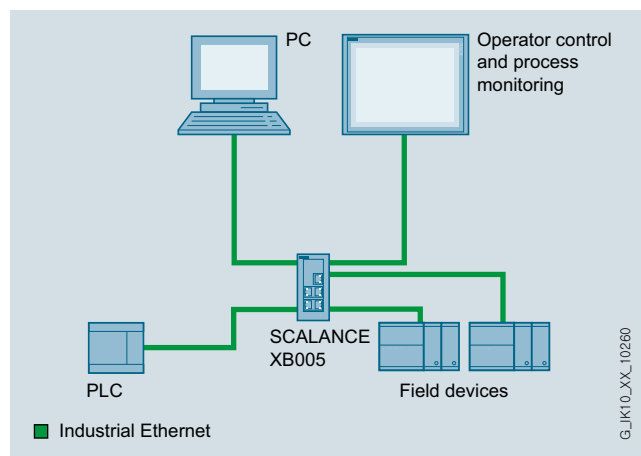 PC
Operator control
and process
monitoring
SCALANCE
XB005
PLC
Field devices
Industrial Ethernet
G_IK10_XX_10260